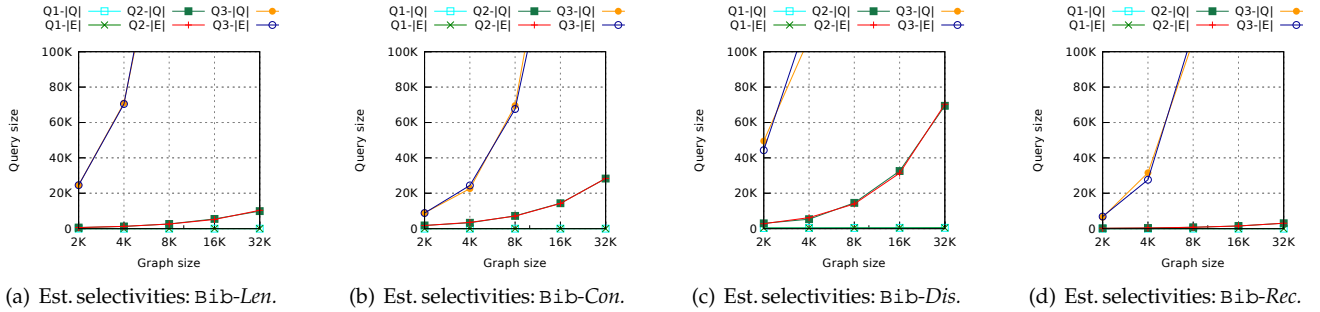 Q1-|Q| Q2-|Q| Q3-|Q|
Q1-|E| Q2-|E| Q3-|E|
100K
80K
60K
40K
20K
0
Query size
2K 4K 8K 16K 32K
Graph size
(a) Est. selectivities: Bib-Len.
Q1-|Q| Q2-|Q| Q3-|Q|
Q1-|E| Q2-|E| Q3-|E|
100K
80K
60K
40K
20K
0
Query size
2K 4K 8K 16K 32K
Graph size
(b) Est. selectivities: Bib-Con.
Q1-|Q| Q2-|Q| Q3-|Q|
Q1-|E| Q2-|E| Q3-|E|
100K
80K
60K
40K
20K
0
Query size
2K 4K 8K 16K 32K
Graph size
(c) Est. selectivities: Bib-Dis.
Q1-|Q| Q2-|Q| Q3-|Q|
Q1-|E| Q2-|E| Q3-|E|
100K
80K
60K
40K
20K
0
Query size
2K 4K 8K 16K 32K
Graph size
(d) Est. selectivities: Bib-Rec.